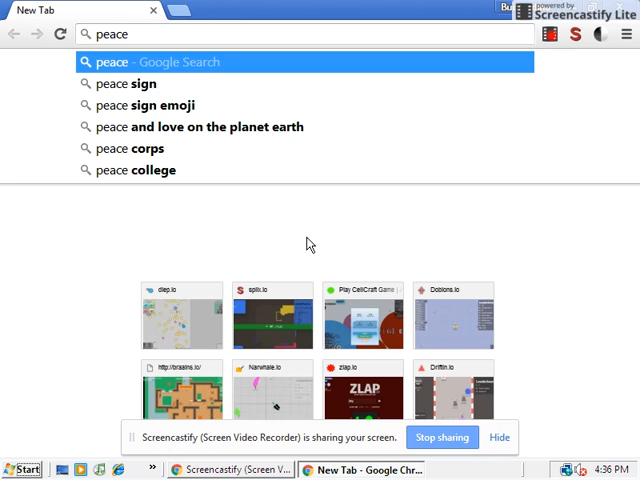 New Tab
Bu
powered by
Screencastify Lite
peace
peace - Google Search
peace sign
peace sign emoji
peace and love on the planet earth
peace corps
peace college
diep.io
splix.io
Play CellCraft Game |
Doblons.io
http://braains.io/
Narwhale.io
zlap.io
Driftin.io
ZLAP
Screencastify (Screen Video Recorder) is sharing your screen.
Stop sharing
Hide
Start
Screencastify (Screen V...
New Tab - Google Chr...
4:36 PM